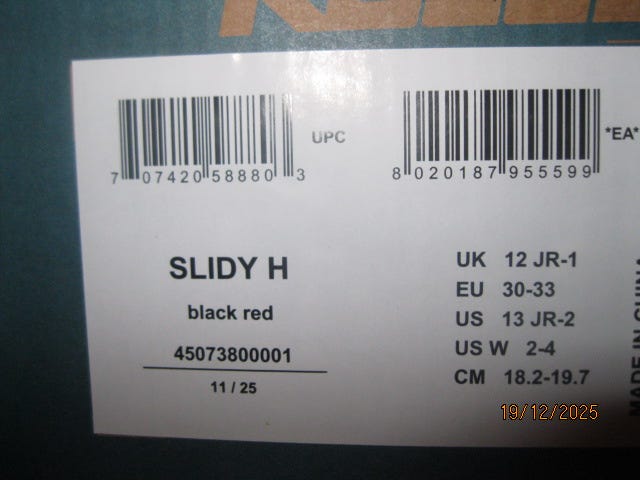 UPC
*EA*
7 07420 58880 3
8 020187 955599
SLIDY H
black red
45073800001
11 / 25
UK 12 JR-1
EU 30-33
US 13 JR-2
US W 2-4
CM 18.2-19.7
MADE IN CHINA
19/12/2025